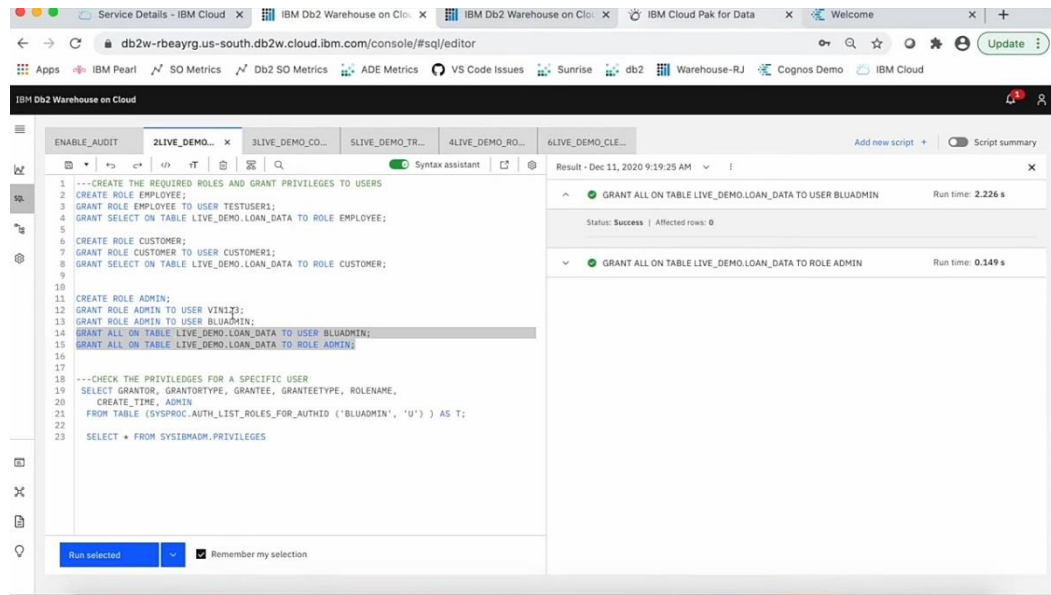 Service Details - IBM Cloud
IBM Db2 Warehouse on Clou
IBM Db2 Warehouse on Clou
IBM Cloud Pak for Data
Welcome
db2w-rbeayrg.us-south.db2w.cloud.ibm.com/console/#sql/editor
Update
Apps IBM Pearl SO Metrics Db2 SO Metrics ADE Metrics VS Code Issues Sunrise db2 Warehouse-RJ Cognos Demo IBM Cloud
IBM Db2 Warehouse on Cloud
1
ENABLE_AUDIT 2LIVE_DEMO... × 3LIVE_DEMO_CO... 5LIVE_DEMO_TR... 4LIVE_DEMO_RO... 6LIVE_DEMO_CLE... Add new script + Script summary
Syntax assistant
Result - Dec 11, 2020 9:19:25 AM
SQL
1 ---CREATE THE REQUIRED ROLES AND GRANT PRIVILEGES TO USERS
2 CREATE ROLE EMPLOYEE;
3 GRANT ROLE EMPLOYEE TO USER TESTUSER1;
4 GRANT SELECT ON TABLE LIVE_DEMO.LOAN_DATA TO ROLE EMPLOYEE;
5
6 CREATE ROLE CUSTOMER;
7 GRANT ROLE CUSTOMER TO USER CUSTOMER1;
8 GRANT SELECT ON TABLE LIVE_DEMO.LOAN_DATA TO ROLE CUSTOMER;
9
10
11 CREATE ROLE ADMIN;
12 GRANT ROLE ADMIN TO USER VIN123;
13 GRANT ROLE ADMIN TO USER BLUADMIN;
14 GRANT ALL ON TABLE LIVE_DEMO.LOAN_DATA TO USER BLUADMIN;
15 GRANT ALL ON TABLE LIVE_DEMO.LOAN_DATA TO ROLE ADMIN;
16
17
18 ---CHECK THE PRIVILEDGES FOR A SPECIFIC USER
19 SELECT GRANTOR, GRANTORTYPE, GRANTEE, GRANTEETYPE, ROLENAME,
20 CREATE_TIME, ADMIN
21 FROM TABLE (SYSPROC.AUTH_LIST_ROLES_FOR_AUTHID ('BLUADMIN', 'U') ) AS T;
22
23 SELECT * FROM SYSIBMADM.PRIVILEGES
GRANT ALL ON TABLE LIVE_DEMO.LOAN_DATA TO USER BLUADMIN Run time: 2.226 s
Status: Success | Affected rows: 0
GRANT ALL ON TABLE LIVE_DEMO.LOAN_DATA TO ROLE ADMIN Run time: 0.149 s
Run selected
Remember my selection